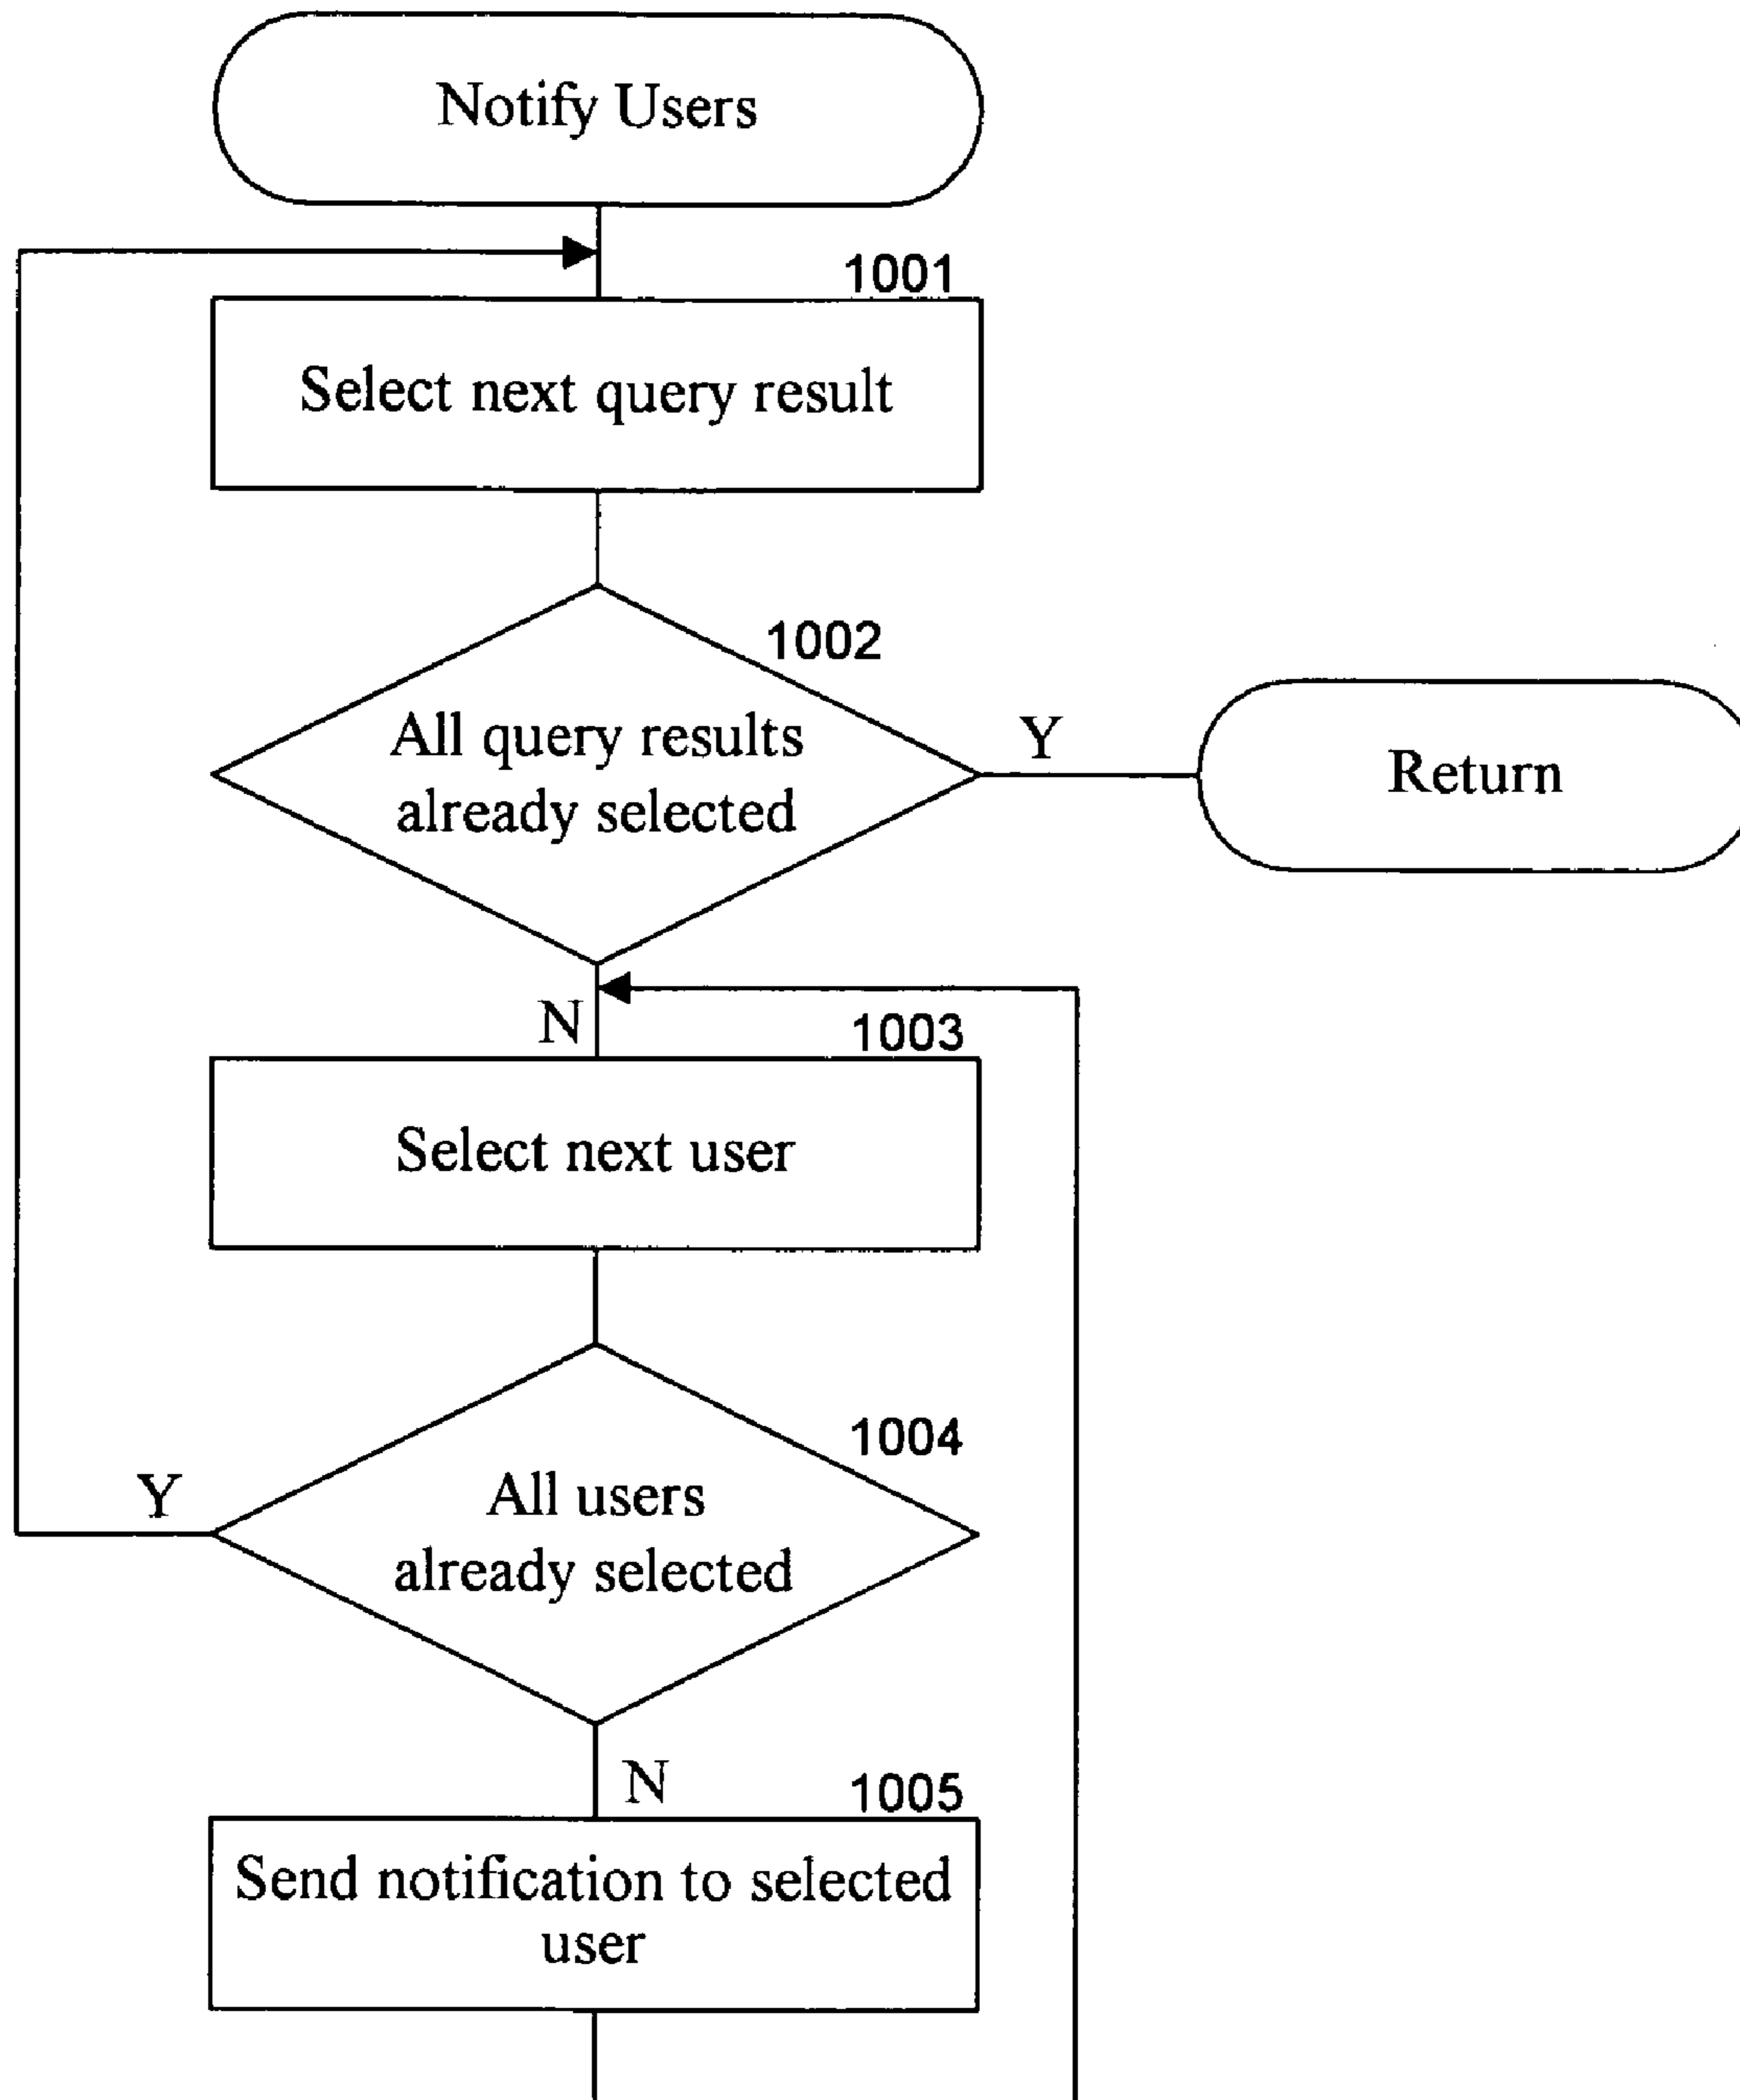 Notify Users
1001
Select next query result
1002
All query results
already selected
Y
Return
N
1003
Select next user
1004
All users
already selected
Y
N
1005
Send notification to selected
user